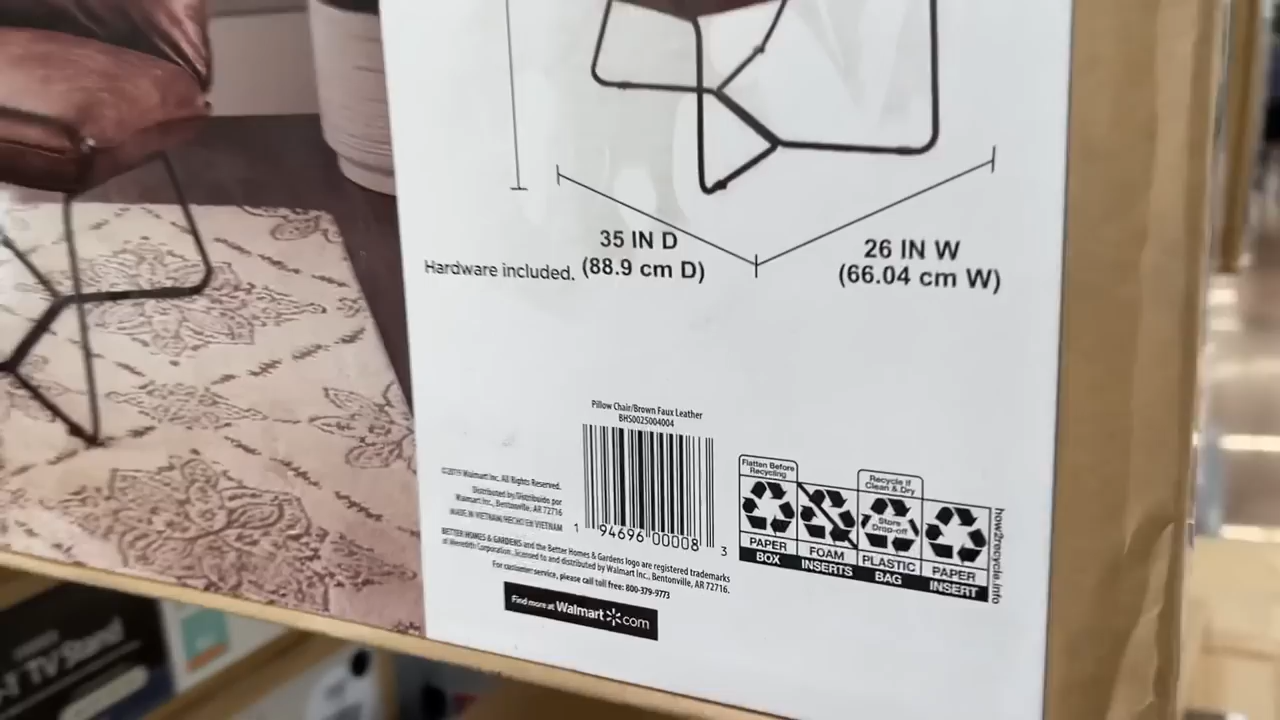 35 IN D
(88.9 cm D)
26 IN W
(66.04 cm W)
Hardware included.
Pillow Chair/Brown Faux Leather
BHS0025004004
1 94696 00008 3
©2019 Walmart Inc. All Rights Reserved.
Distributed by/Distribuido por
Walmart Inc., Bentonville, AR 72716
MADE IN VIETNAM/HECHO EN VIETNAM
BETTER HOMES & GARDENS and the Better Homes & Gardens logo are registered trademarks
of Meredith Corporation, licensed to and distributed by Walmart Inc., Bentonville, AR 72716.
For customer service, please call toll free: 800-379-9773
Find more at Walmart com
Flatten Before
Recycling
PAPER
BOX
FOAM
INSERTS
Recycle if
Clean & Dry
Store
Drop-off
PLASTIC
BAG
PAPER
INSERT
how2recycle.info
TV Stand